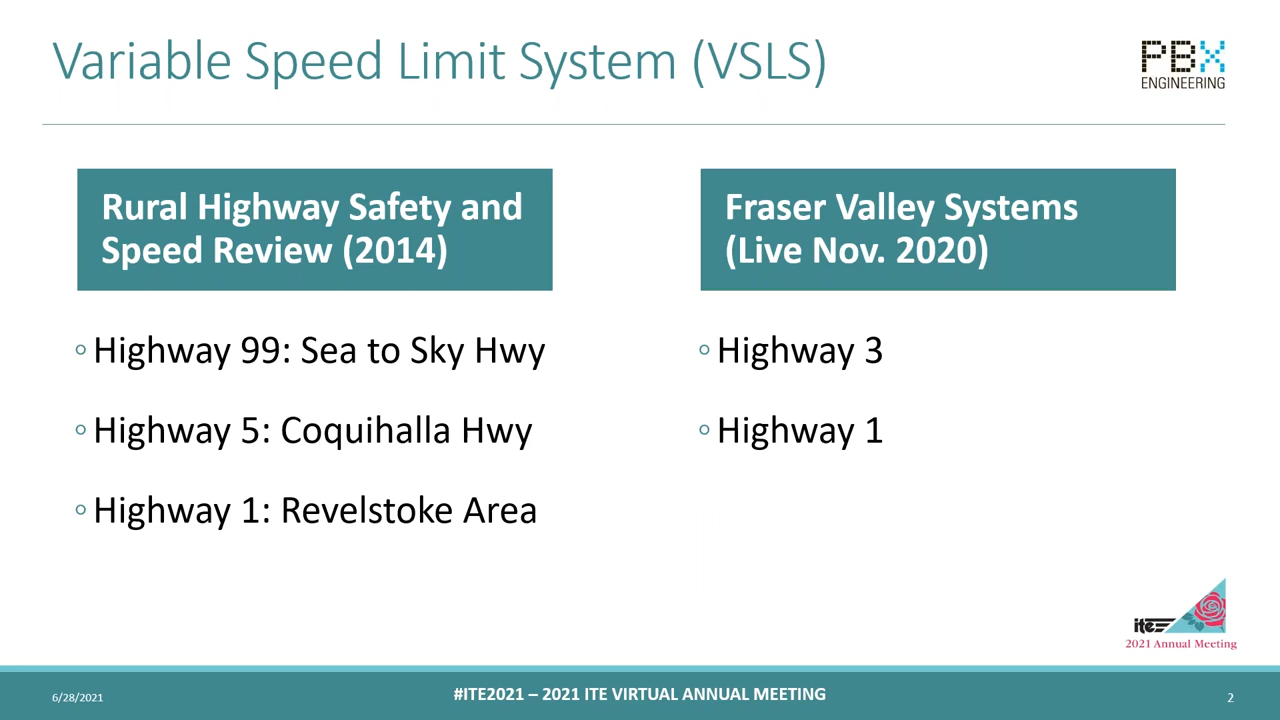 Variable Speed Limit System (VSLS)
PBX
ENGINEERING
Rural Highway Safety and
Speed Review (2014)
◦ Highway 99: Sea to Sky Hwy
◦ Highway 5: Coquihalla Hwy
◦ Highway 1: Revelstoke Area
Fraser Valley Systems
(Live Nov. 2020)
◦ Highway 3
◦ Highway 1
ite
2021 Annual Meeting
6/28/2021
#ITE2021 – 2021 ITE VIRTUAL ANNUAL MEETING
2